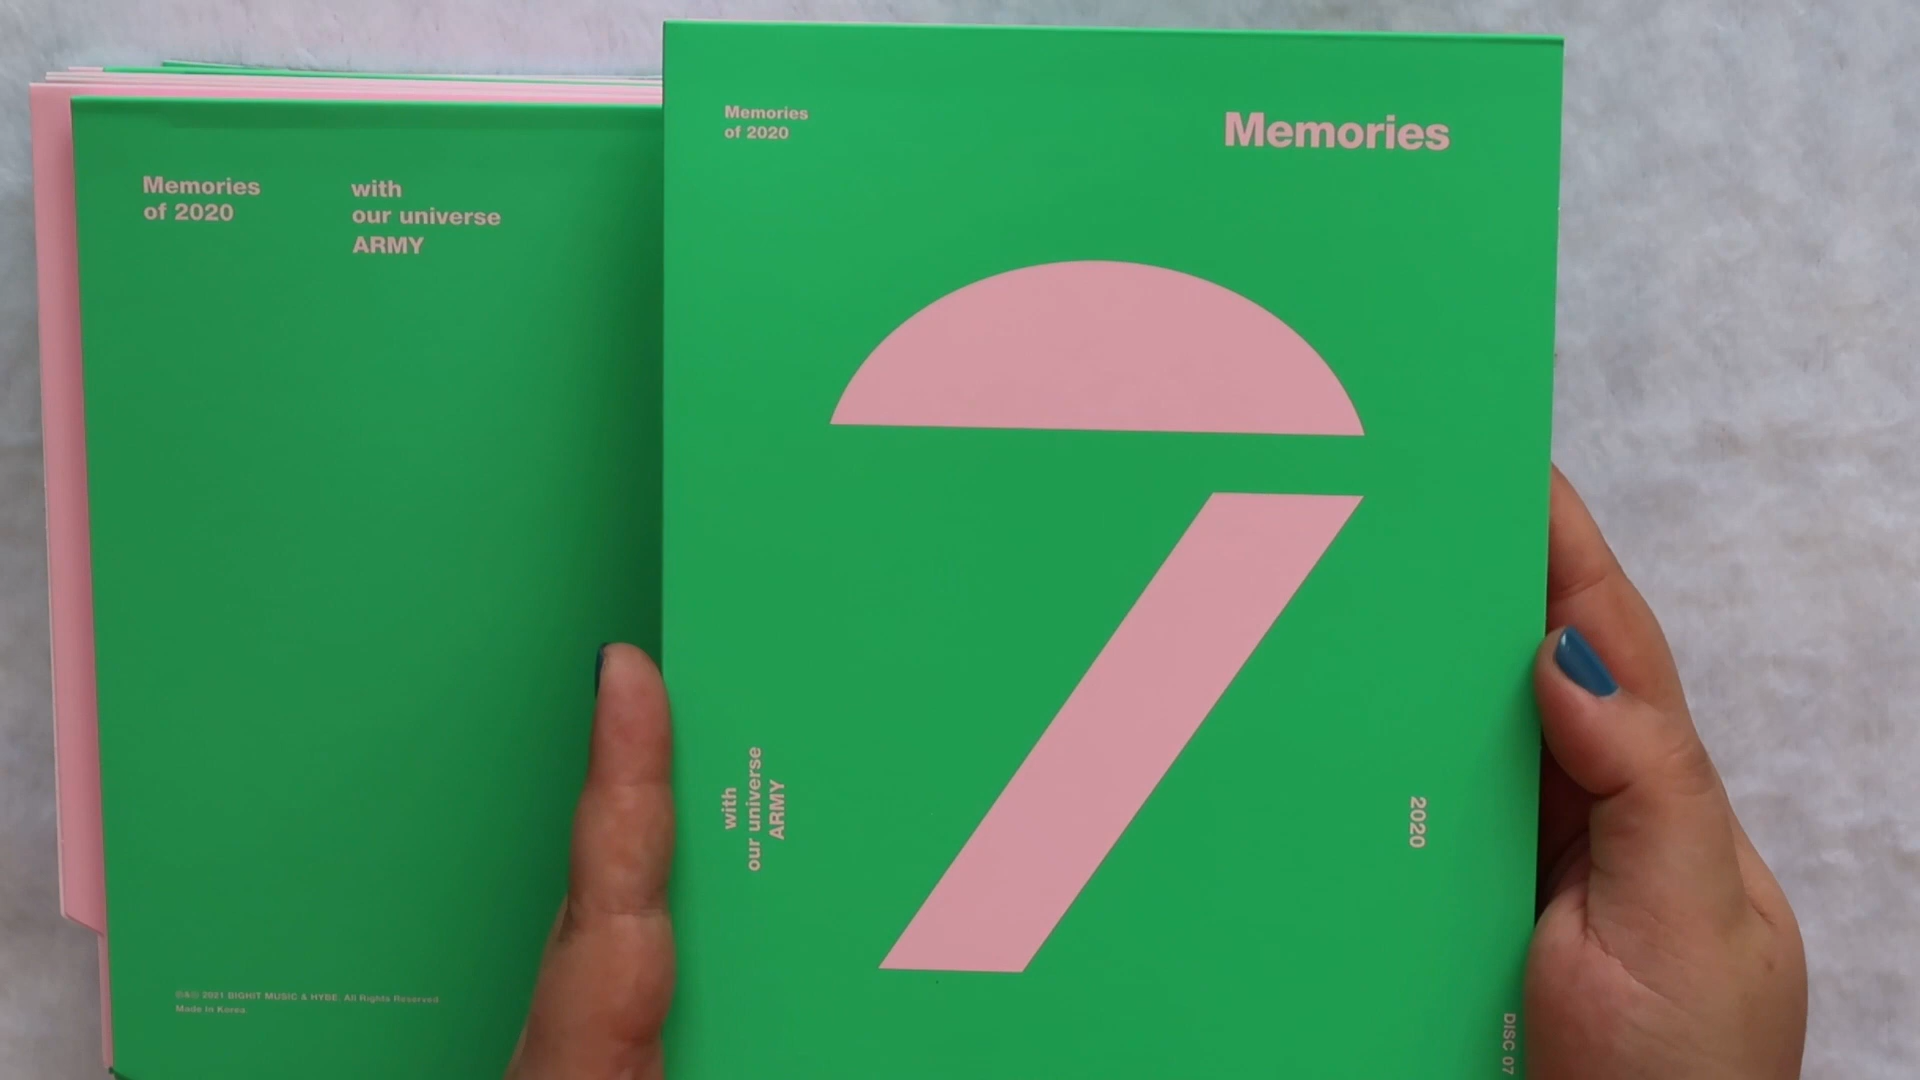 Memories
of 2020
with
our universe
ARMY
℗&© 2021 BIGHIT MUSIC & HYBE. All Rights Reserved
Made in Korea.
Memories
of 2020
Memories
7
with
our universe
ARMY
2020
DISC 07